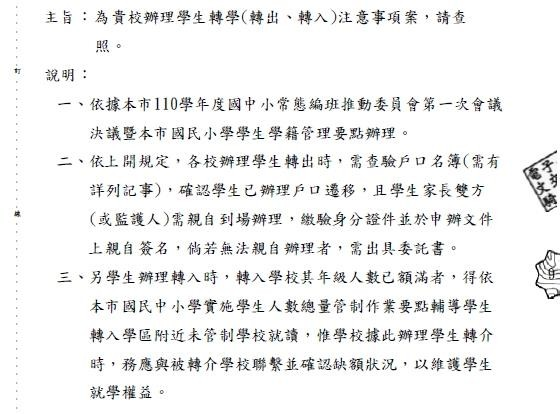 主旨：為貴校辦理學生轉學(轉出、轉入)注意事項案，請查
照。
說明：
一、依據本市110學年度國中小常態編班推動委員會第一次會議
決議暨本市國民小學學生學籍管理要點辦理。
二、依上開規定，各校辦理學生轉出時，需查驗戶口名簿(需有
詳列記事)，確認學生已辦理戶口遷移，且學生家長雙方
(或監護人)需親自到場辦理，繳驗身分證件並於申辦文件
上親自簽名，倘若無法親自辦理者，需出具委託書。
三、另學生辦理轉入時，轉入學校其年級人數已額滿者，得依
本市國民中小學實施學生人數總量管制作業要點輔導學生
轉入學區附近未管制學校就讀，惟學校據此辦理學生轉介
時，務應與被轉介學校聯繫並確認缺額狀況，以維護學生
就學權益。
訂
線
電子
文
騎